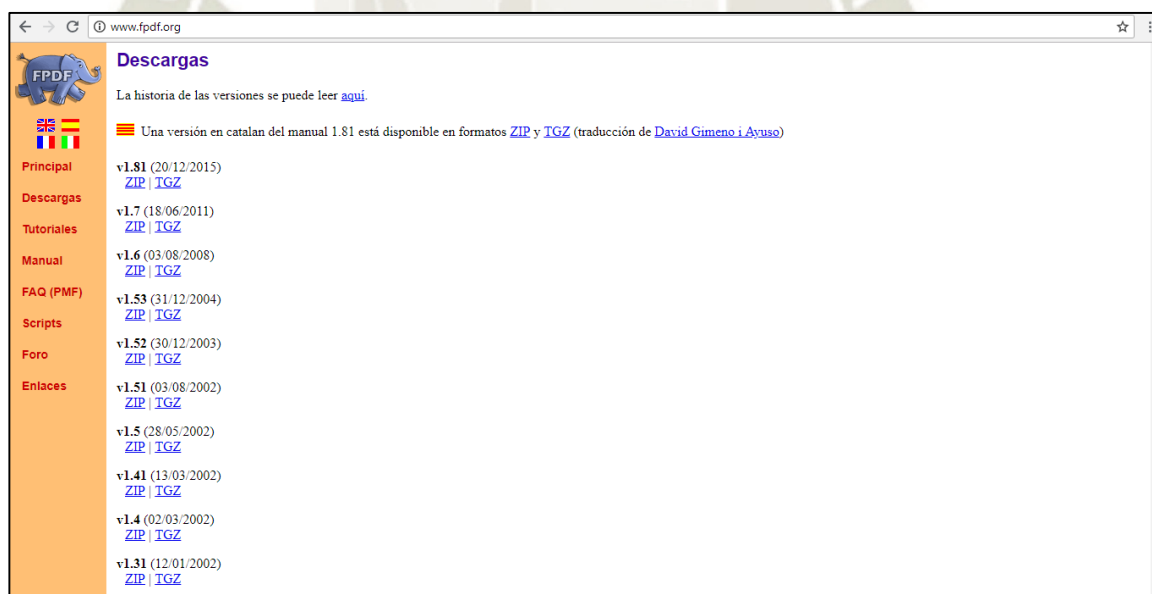 www.fpdf.org
FPDF
Descargas
La historia de las versiones se puede leer aquí.
Una versión en catalan del manual 1.81 está disponible en formatos ZIP y TGZ (traducción de David Gimeno i Ayuso)
Principal
Descargas
Tutoriales
Manual
FAQ (PMF)
Scripts
Foro
Enlaces
v1.81 (20/12/2015)
ZIP | TGZ
v1.7 (18/06/2011)
ZIP | TGZ
v1.6 (03/08/2008)
ZIP | TGZ
v1.53 (31/12/2004)
ZIP | TGZ
v1.52 (30/12/2003)
ZIP | TGZ
v1.51 (03/08/2002)
ZIP | TGZ
v1.5 (28/05/2002)
ZIP | TGZ
v1.41 (13/03/2002)
ZIP | TGZ
v1.4 (02/03/2002)
ZIP | TGZ
v1.31 (12/01/2002)
ZIP | TGZ